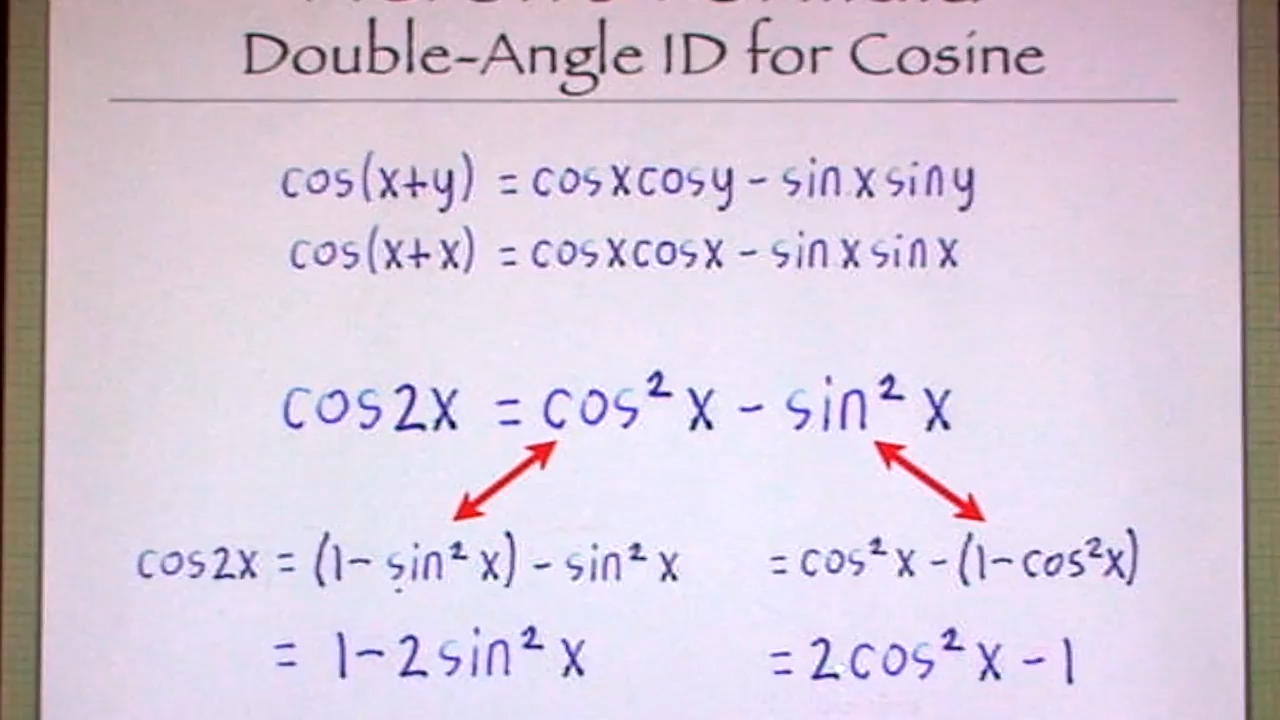 Double-Angle ID for Cosine
cos(x+y) = cosxcosy - sinxsiny
cos(x+x) = cosxcosx - sinxsinx
cos2x = cos²x - sin²x
cos2x = (1-sin²x) - sin²x = cos²x - (1-cos²x)
= 1-2sin²x = 2cos²x - 1